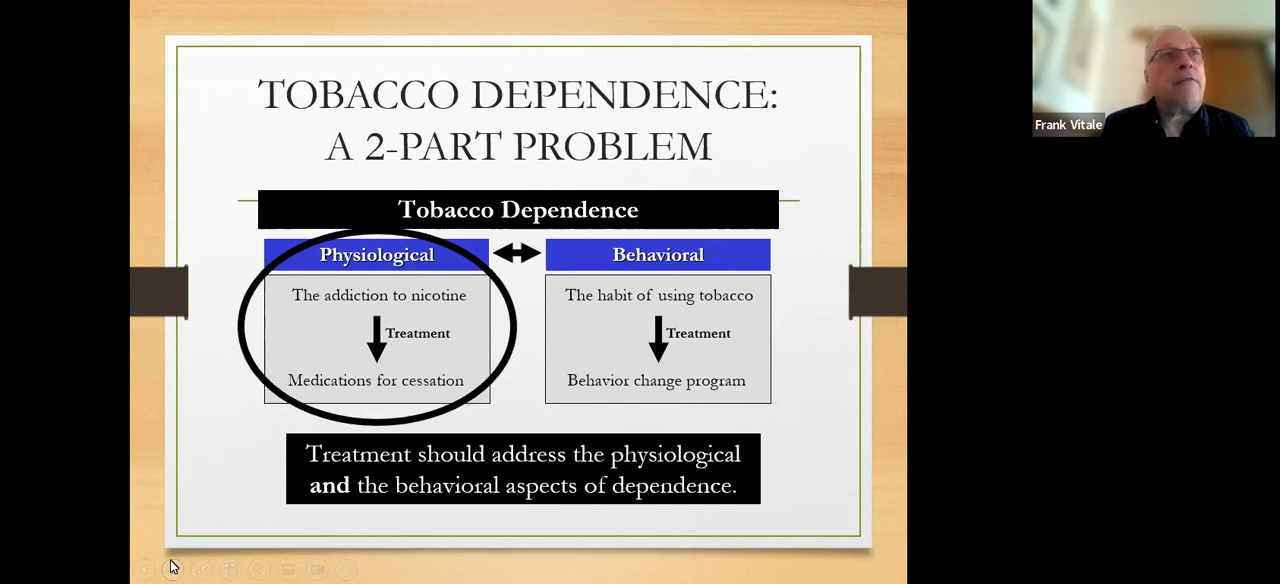 TOBACCO DEPENDENCE:
A 2-PART PROBLEM
Tobacco Dependence
Physiological
The addiction to nicotine
Treatment
Medications for cessation
Behavioral
The habit of using tobacco
Treatment
Behavior change program
Treatment should address the physiological
and the behavioral aspects of dependence.
Frank Vitale